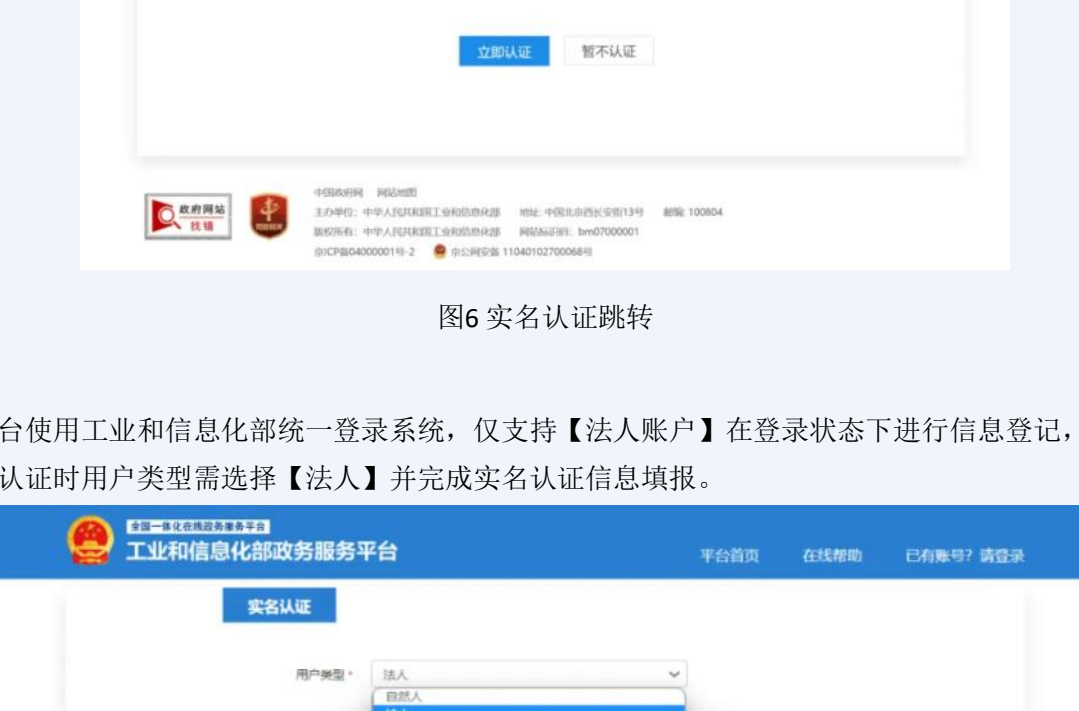 立即认证 暂不认证
政府网站
找错
中国政府网 网站地图
主办单位：中华人民共和国工业和信息化部 地址：中国北京西长安街13号 邮编：100804
版权所有：中华人民共和国工业和信息化部 网站标识码：bm07000001
京ICP备04000001号-2 京公网安备 11040102700068号
图6 实名认证跳转
台使用工业和信息化部统一登录系统，仅支持【法人账户】在登录状态下进行信息登记，
认证时用户类型需选择【法人】并完成实名认证信息填报。
全国一体化在线政务服务平台
工业和信息化部政务服务平台 平台首页 在线帮助 已有账号？请登录
实名认证
用户类型 * 法人
自然人